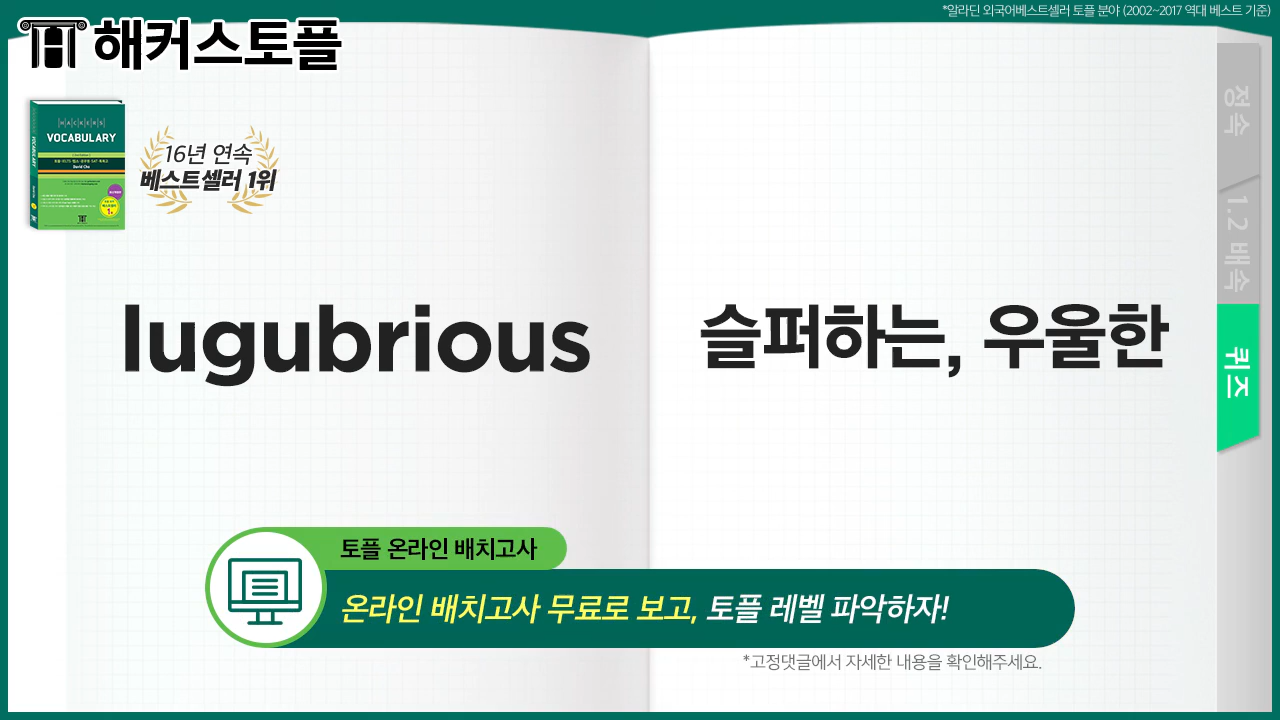 *알라딘 외국어베스트셀러 토플 분야 (2002~2017 역대 베스트 기준)
해커스토플
HACKERS
VOCABULARY
David Cho
16년 연속
베스트셀러 1위
정속
1.2 배속
퀴즈
lugubrious
슬퍼하는, 우울한
토플 온라인 배치고사
온라인 배치고사 무료로 보고, 토플 레벨 파악하자!
*고정댓글에서 자세한 내용을 확인해주세요.